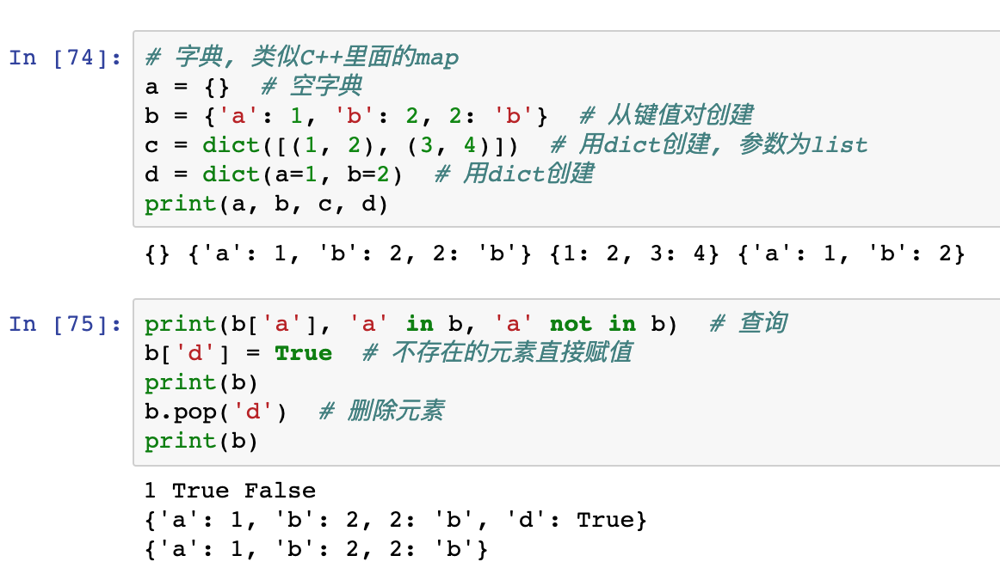 In [74]:
# 字典, 类似C++里面的map
a = {}  # 空字典
b = {'a': 1, 'b': 2, 2: 'b'}  # 从键值对创建
c = dict([(1, 2), (3, 4)])  # 用dict创建, 参数为list
d = dict(a=1, b=2)  # 用dict创建
print(a, b, c, d)
{} {'a': 1, 'b': 2, 2: 'b'} {1: 2, 3: 4} {'a': 1, 'b': 2}
In [75]:
print(b['a'], 'a' in b, 'a' not in b)  # 查询
b['d'] = True  # 不存在的元素直接赋值
print(b)
b.pop('d')  # 删除元素
print(b)
1 True False
{'a': 1, 'b': 2, 2: 'b', 'd': True}
{'a': 1, 'b': 2, 2: 'b'}